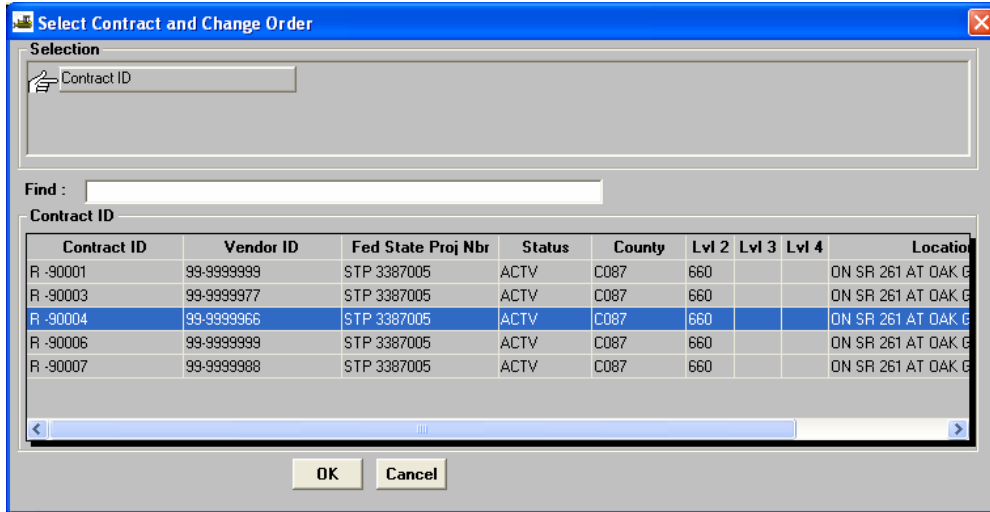 Select Contract and Change Order
Selection
Contract ID
Find :
Contract ID
Contract ID Vendor ID Fed State Proj Nbr Status County Lvl 2 Lvl 3 Lvl 4 Location
R -90001 99-9999999 STP 3387005 ACTV C087 660 ON SR 261 AT OAK G
R -90003 99-9999977 STP 3387005 ACTV C087 660 ON SR 261 AT OAK G
R -90004 99-9999966 STP 3387005 ACTV C087 660 ON SR 261 AT OAK G
R -90006 99-9999999 STP 3387005 ACTV C087 660 ON SR 261 AT OAK G
R -90007 99-9999988 STP 3387005 ACTV C087 660 ON SR 261 AT OAK G
OK Cancel